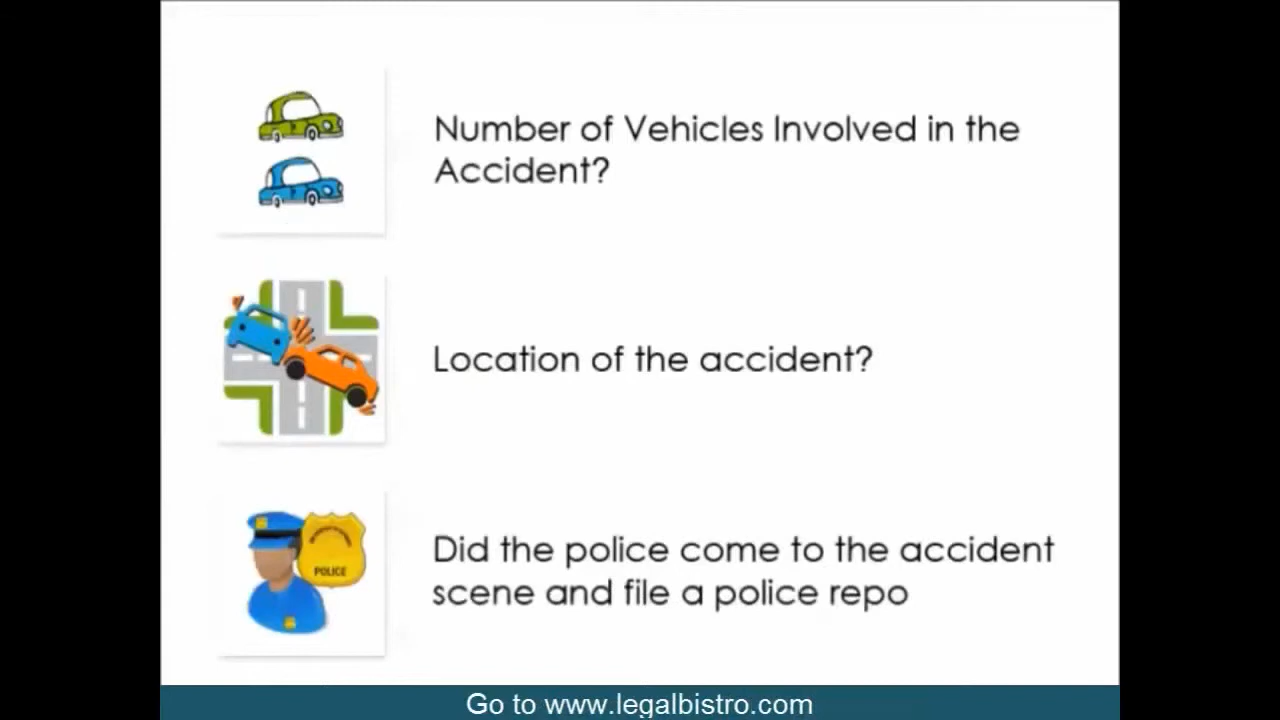 Number of Vehicles Involved in the
Accident?
Location of the accident?
POLICE
Did the police come to the accident
scene and file a police repo
Go to www.legalbistro.com